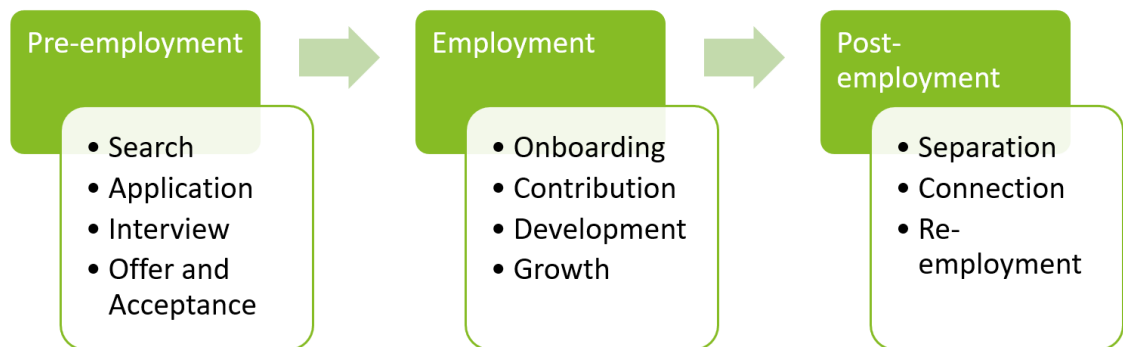 Pre-employment
• Search
• Application
• Interview
• Offer and
Acceptance
Employment
• Onboarding
• Contribution
• Development
• Growth
Post-
employment
• Separation
• Connection
• Re-
employment